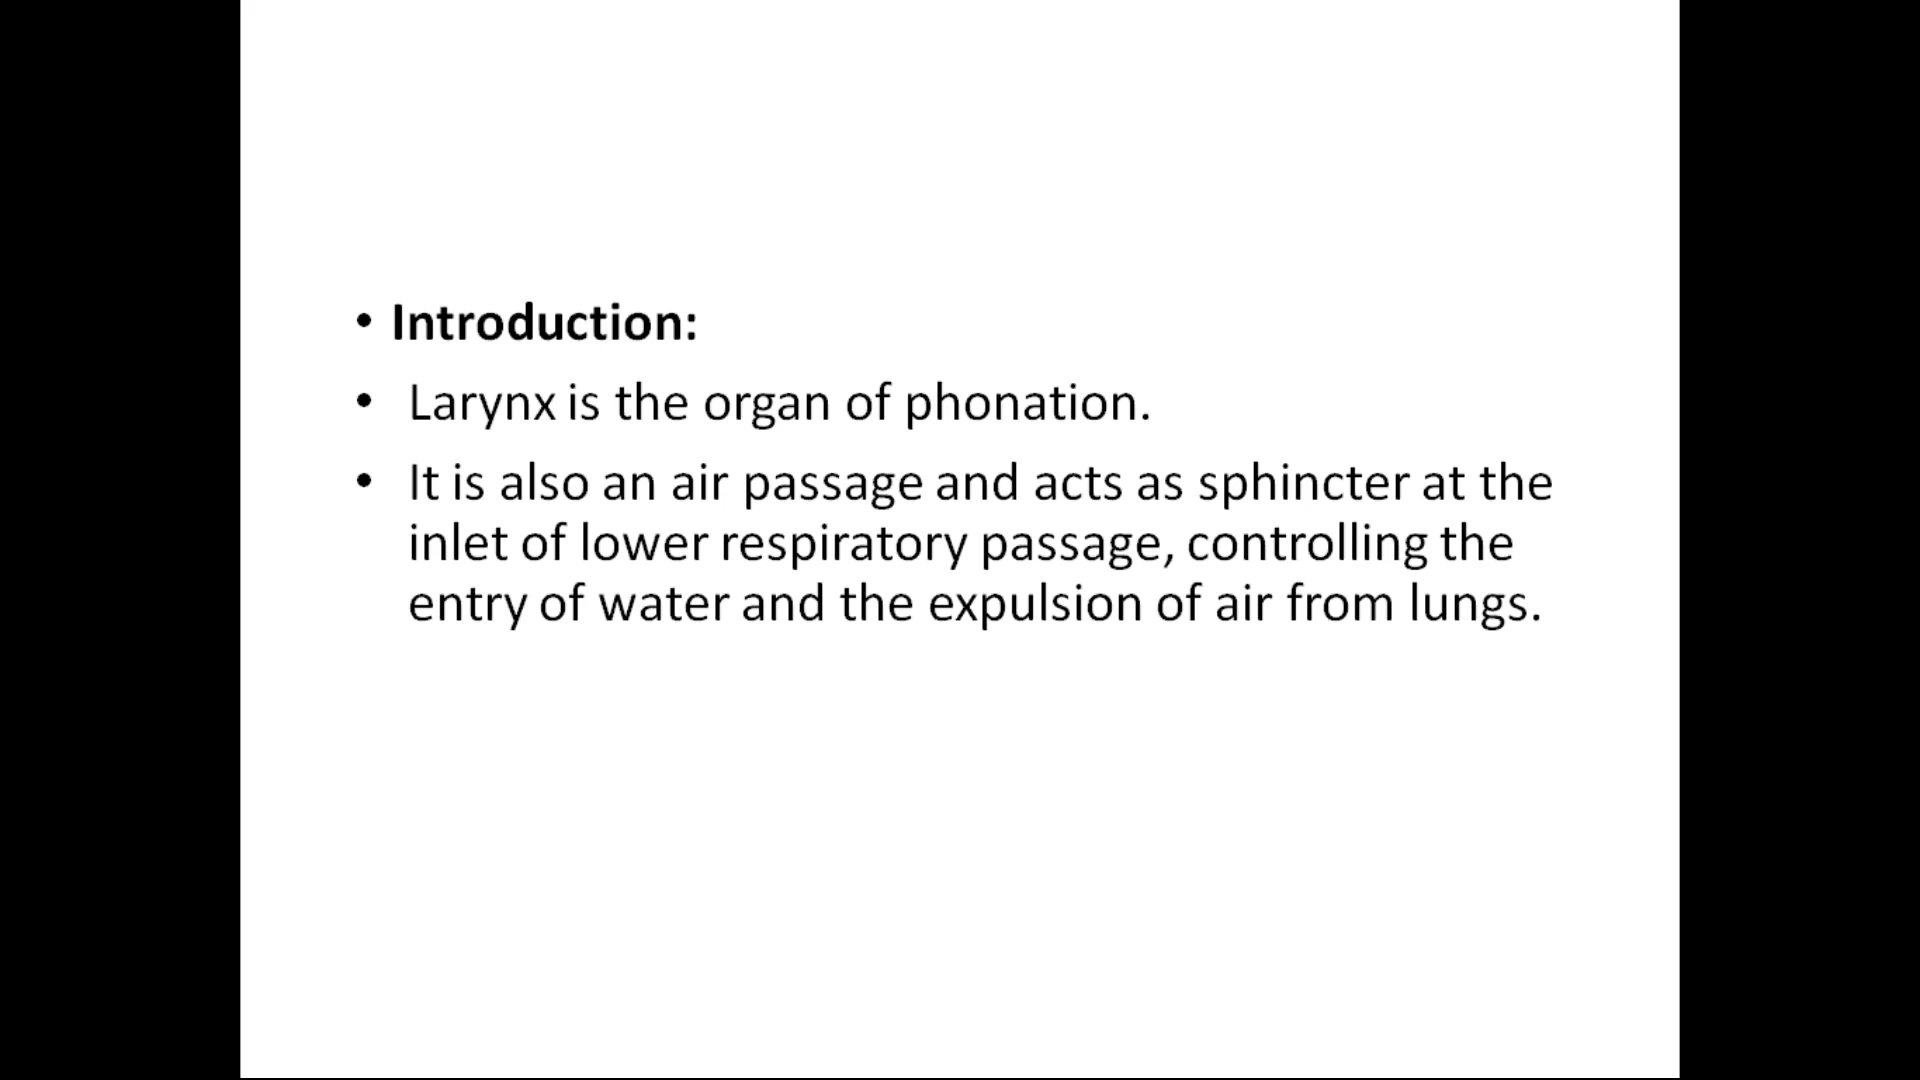 • Introduction:
• Larynx is the organ of phonation.
• It is also an air passage and acts as sphincter at the
inlet of lower respiratory passage, controlling the
entry of water and the expulsion of air from lungs.